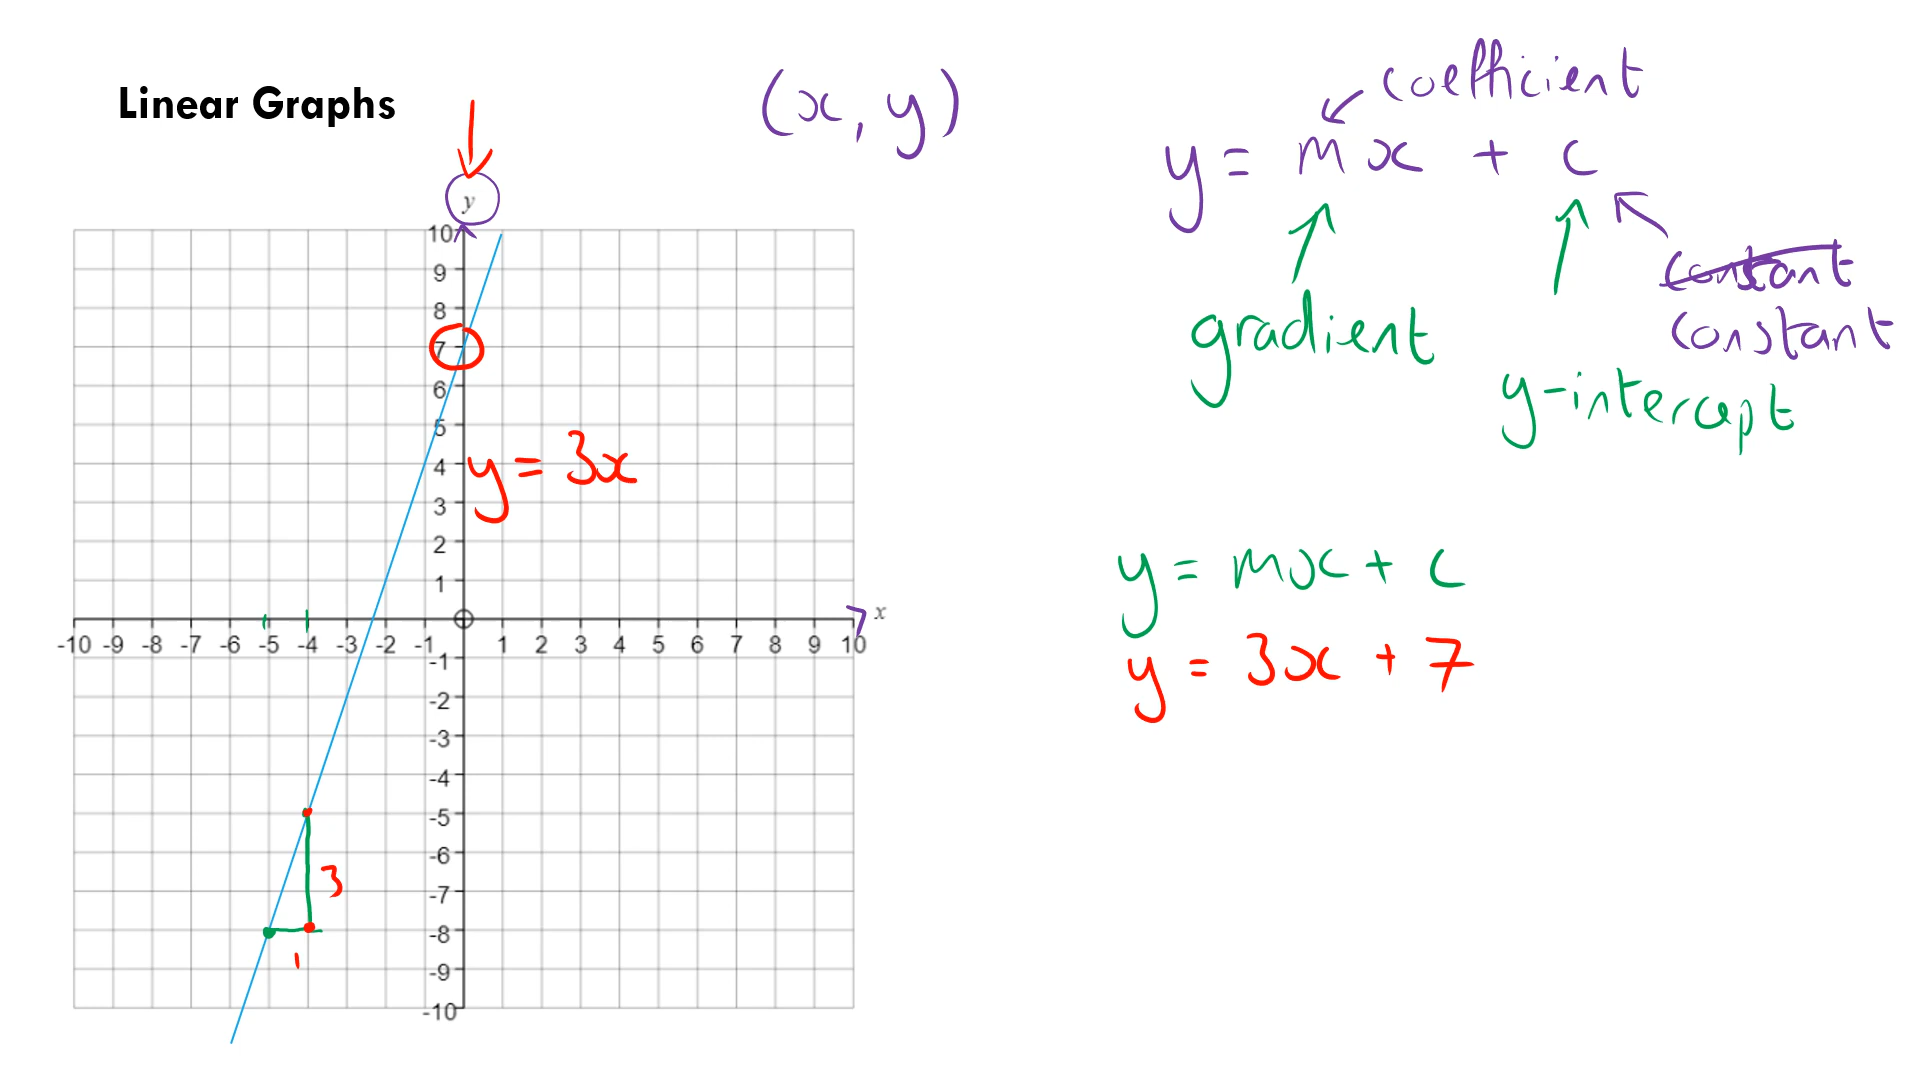 Linear Graphs
(x, y)
coefficient
y = mx + c
gradient
constant
constant
y-intercept
y
10
9
8
7
6
5
4
3
2
1
y = 3x
x
-10 -9 -8 -7 -6 -5 -4 -3 -2 -1 0 1 2 3 4 5 6 7 8 9 10
-1
-2
-3
-4
-5
-6
-7
-8
-9
-10
3
1
y = mx + c
y = 3x + 7